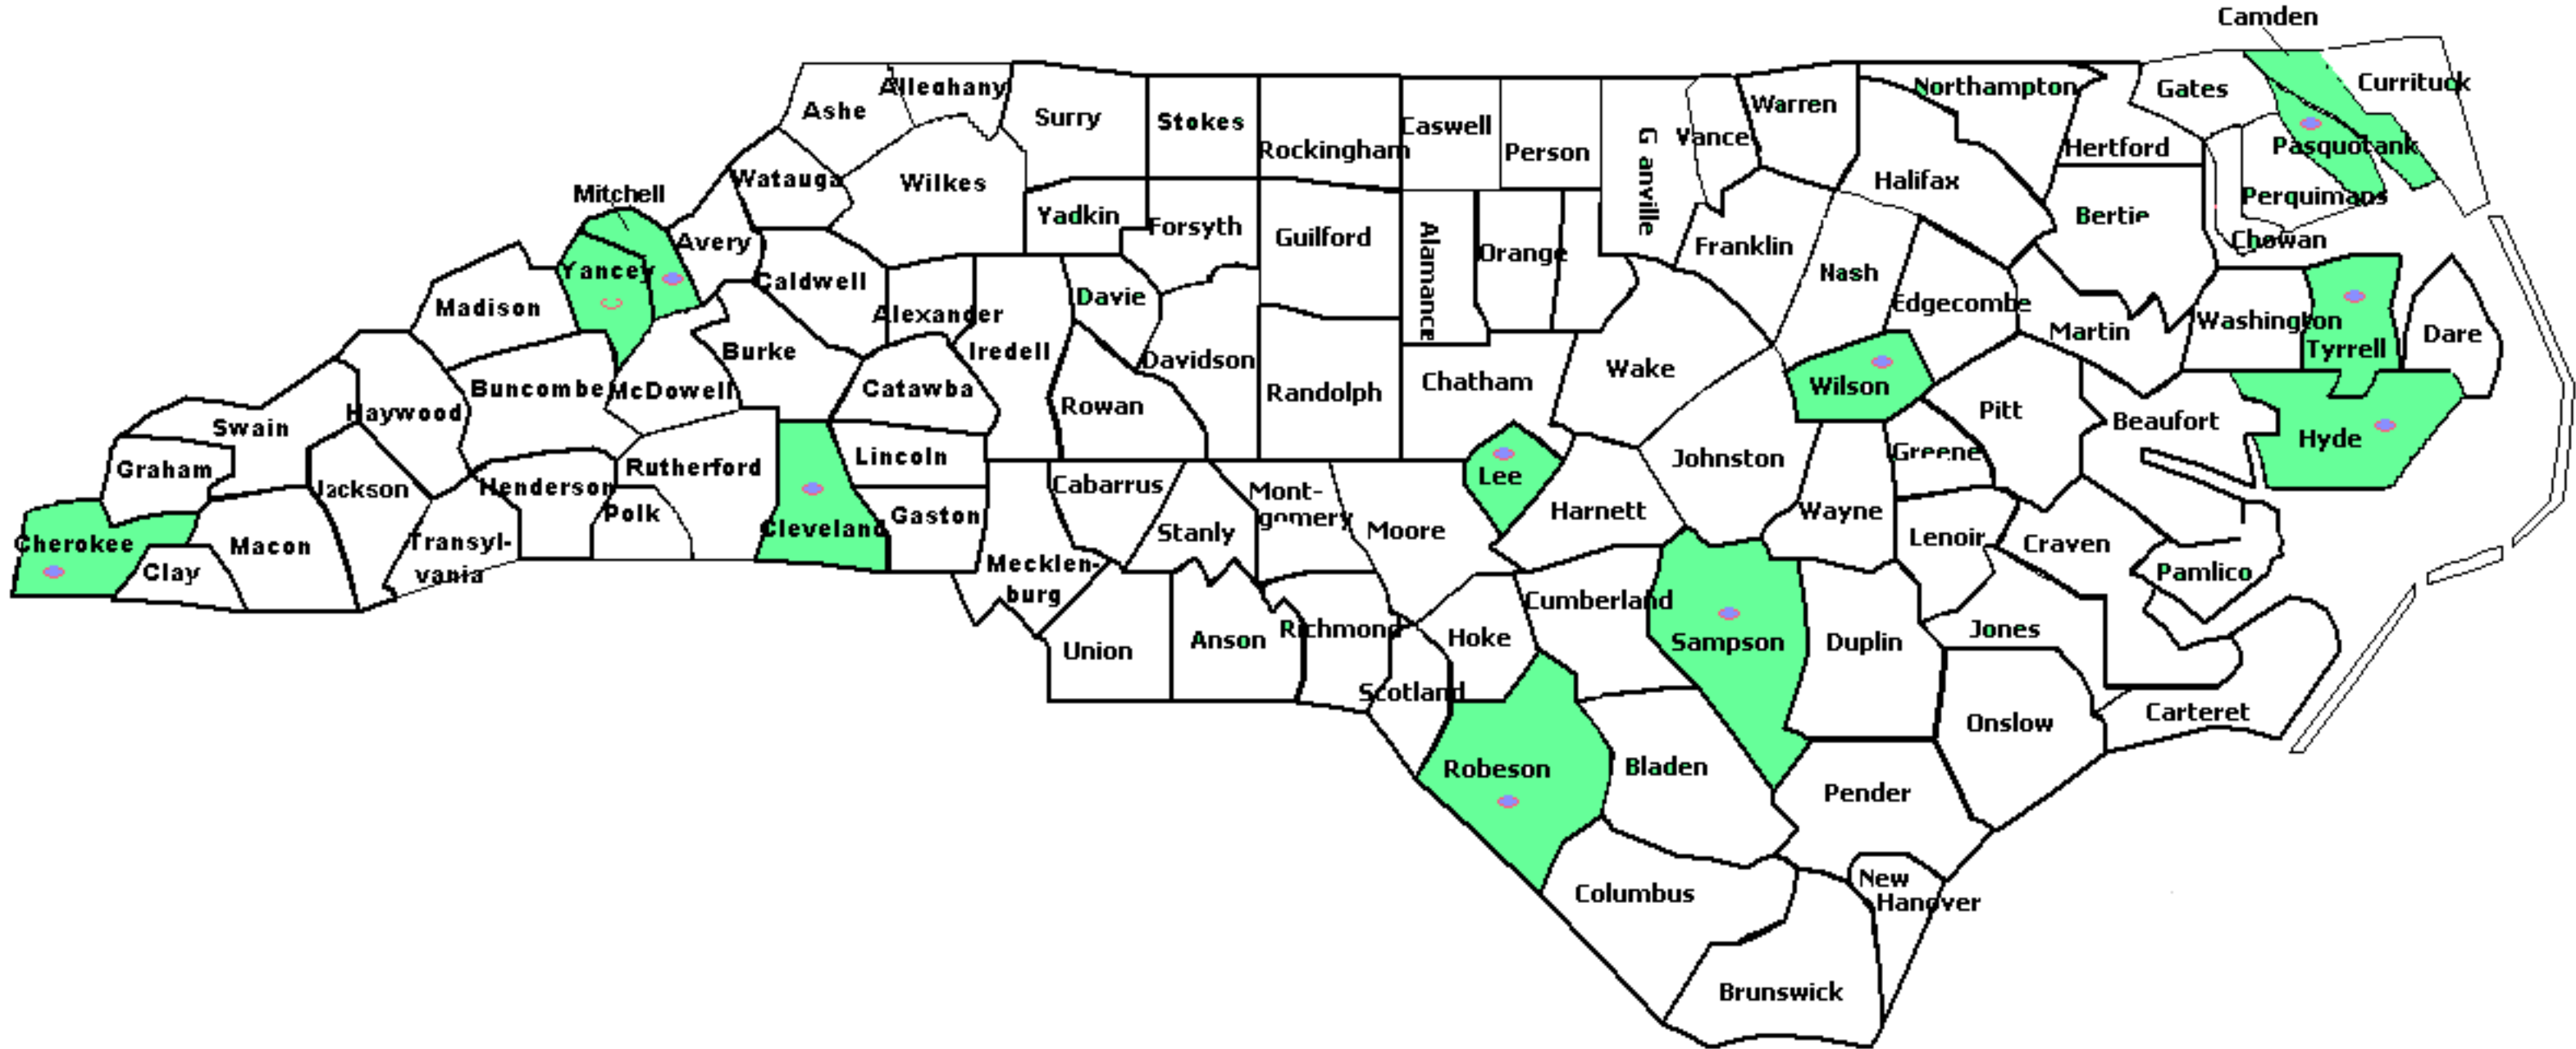 Camden
Alleghany
Ashe
Surry
Stokes
Rockingham
Caswell
Person
G anville
Vance
Warren
Northampton
Gates
Currituck
Hertford
Pasquotank
Perquimans
Chowan
Halifax
Bertie
Mitchell
Watauga
Wilkes
Yadkin
Forsyth
Guilford
Alamance
Orange
Franklin
Nash
Edgecombe
Martin
Washington
Tyrrell
Dare
Yancey
Avery
Caldwell
Madison
Alexander
Davie
Iredell
Davidson
Burke
Buncombe
McDowell
Catawba
Rowan
Randolph
Chatham
Wake
Wilson
Pitt
Beaufort
Hyde
Swain
Haywood
Graham
Jackson
Henderson
Rutherford
Polk
Lincoln
Cleveland
Gaston
Cabarrus
Stanly
Mont-
gomery
Moore
Lee
Harnett
Johnston
Greene
Wayne
Lenoir
Craven
Pamlico
Cherokee
Clay
Macon
Transyl-
vania
Mecklen-
burg
Union
Anson
Richmond
Scotland
Hoke
Cumberland
Sampson
Duplin
Jones
Onslow
Carteret
Robeson
Bladen
Pender
Columbus
New
Hanover
Brunswick